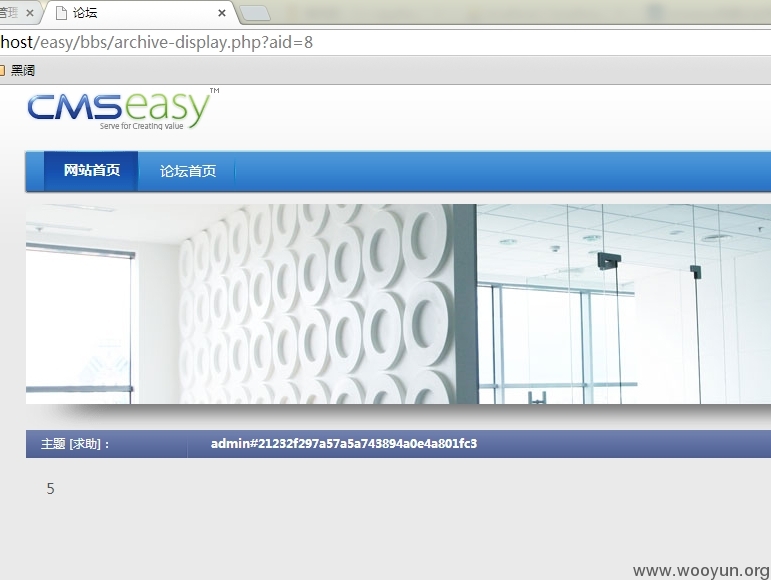 管理
论坛
host/easy/bbs/archive-display.php?aid=8
黑阔
CMSeasy™
Serve for Creating value
网站首页 论坛首页
主题 [求助]： admin#21232f297a57a5a743894a0e4a801fc3
5
www.wooyun.org